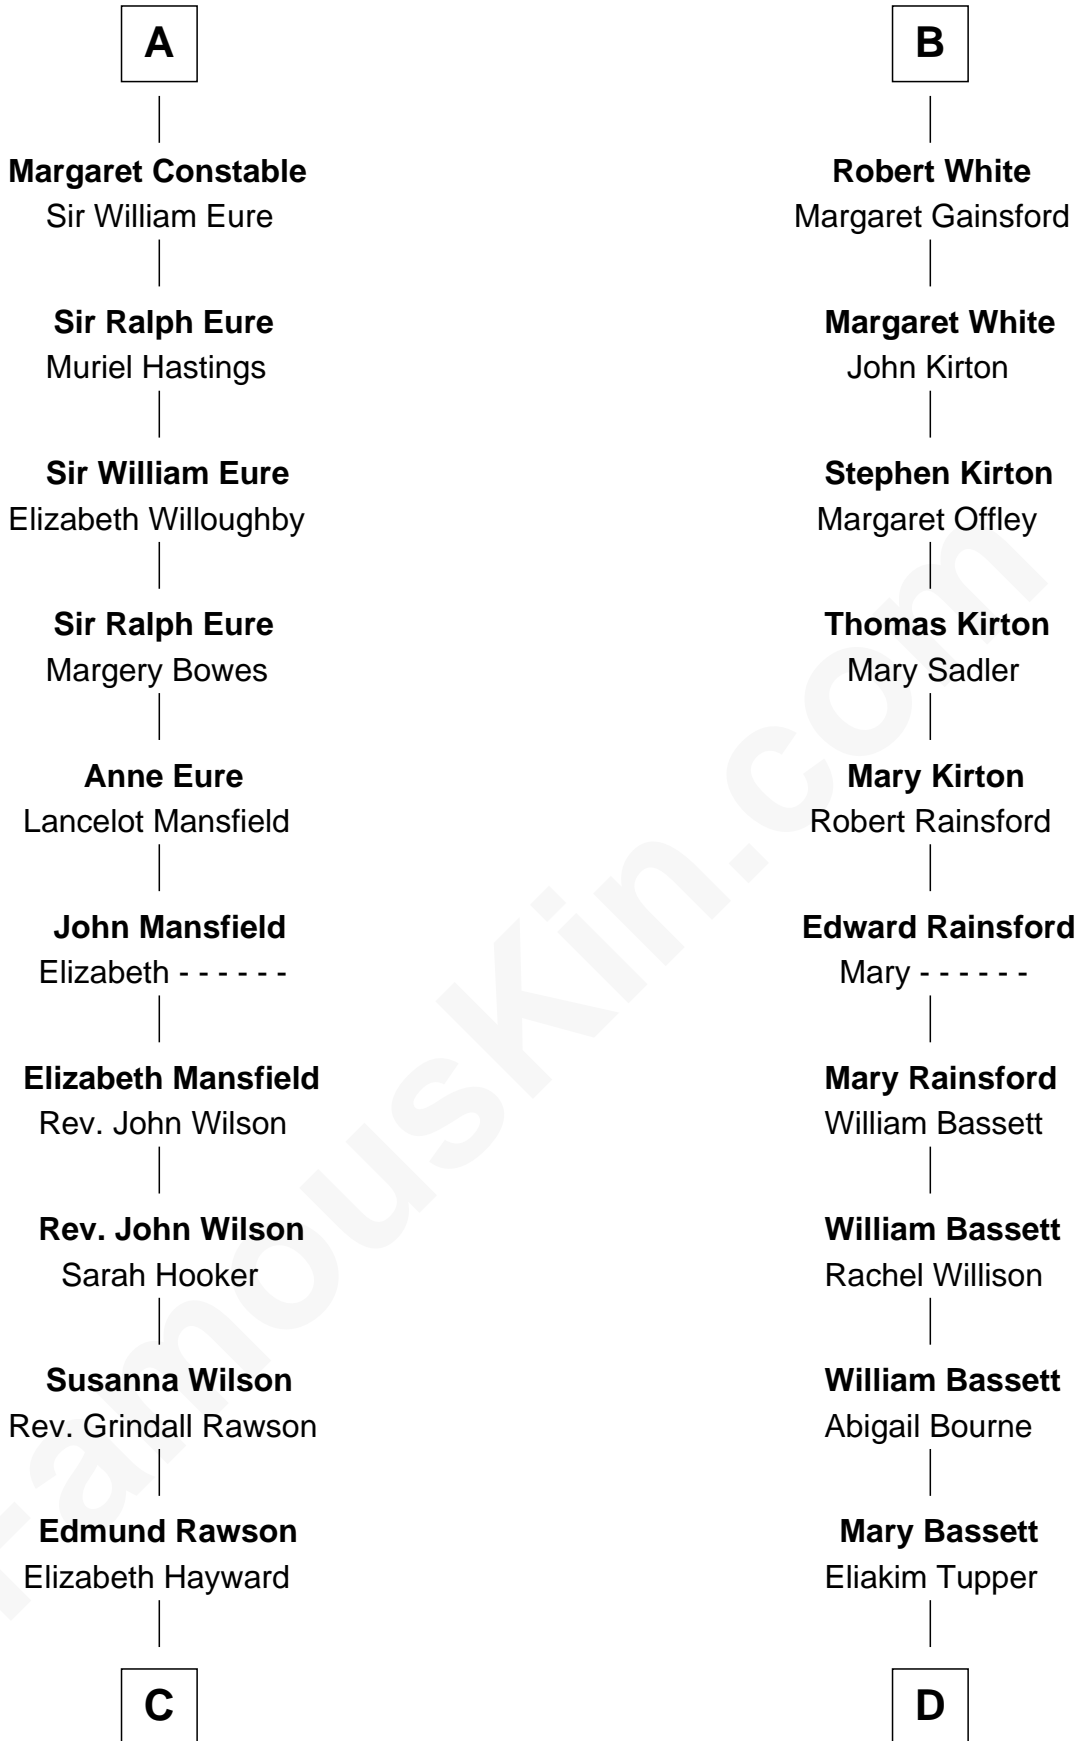 A
Margaret Constable
Sir William Eure
Sir Ralph Eure
Muriel Hastings
Sir William Eure
Elizabeth Willoughby
Sir Ralph Eure
Margery Bowes
Anne Eure
Lancelot Mansfield
John Mansfield
Elizabeth - - - - - -
Elizabeth Mansfield
Rev. John Wilson
Rev. John Wilson
Sarah Hooker
Susanna Wilson
Rev. Grindall Rawson
Edmund Rawson
Elizabeth Hayward
C
B
Robert White
Margaret Gainsford
Margaret White
John Kirton
Stephen Kirton
Margaret Offley
Thomas Kirton
Mary Sadler
Mary Kirton
Robert Rainsford
Edward Rainsford
Mary - - - - - -
Mary Rainsford
William Bassett
William Bassett
Rachel Willison
William Bassett
Abigail Bourne
Mary Bassett
Eliakim Tupper
D
FamousKin.com